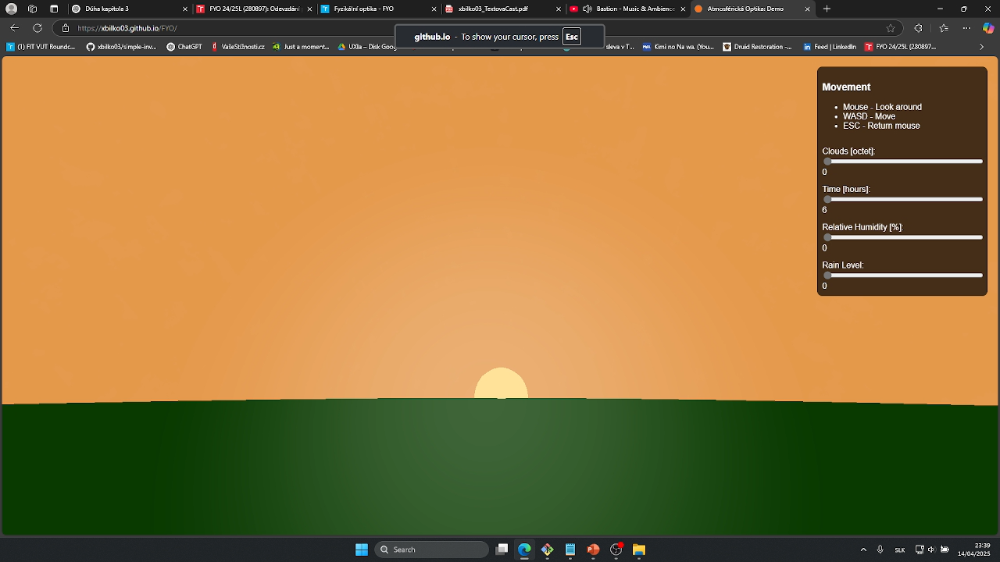 Dúha kapitola 3
FYO 24/25L (280897): Odevzdání
Fyzikální optika - FYO
xbilko03_TextovaCast.pdf
Bastion - Music & Ambience
Atmosférická Optika: Demo
https://xbilko03.github.io/FYO/
github.io - To show your cursor, press Esc
(1) FIT VUT Roundc...
xbilko03/simple-inv...
ChatGPT
VašeStížnosti.cz
Just a moment...
UXIa – Disk Goog
sleva v T...
Kimi no Na wa. (You...
Druid Restoration -...
Feed | LinkedIn
FYO 24/25L (280897...
Movement
Mouse - Look around
WASD - Move
ESC - Return mouse
Clouds [octet]:
0
Time [hours]:
6
Relative Humidity [%]:
0
Rain Level:
0
Search
SLK
23:39
14/04/2025